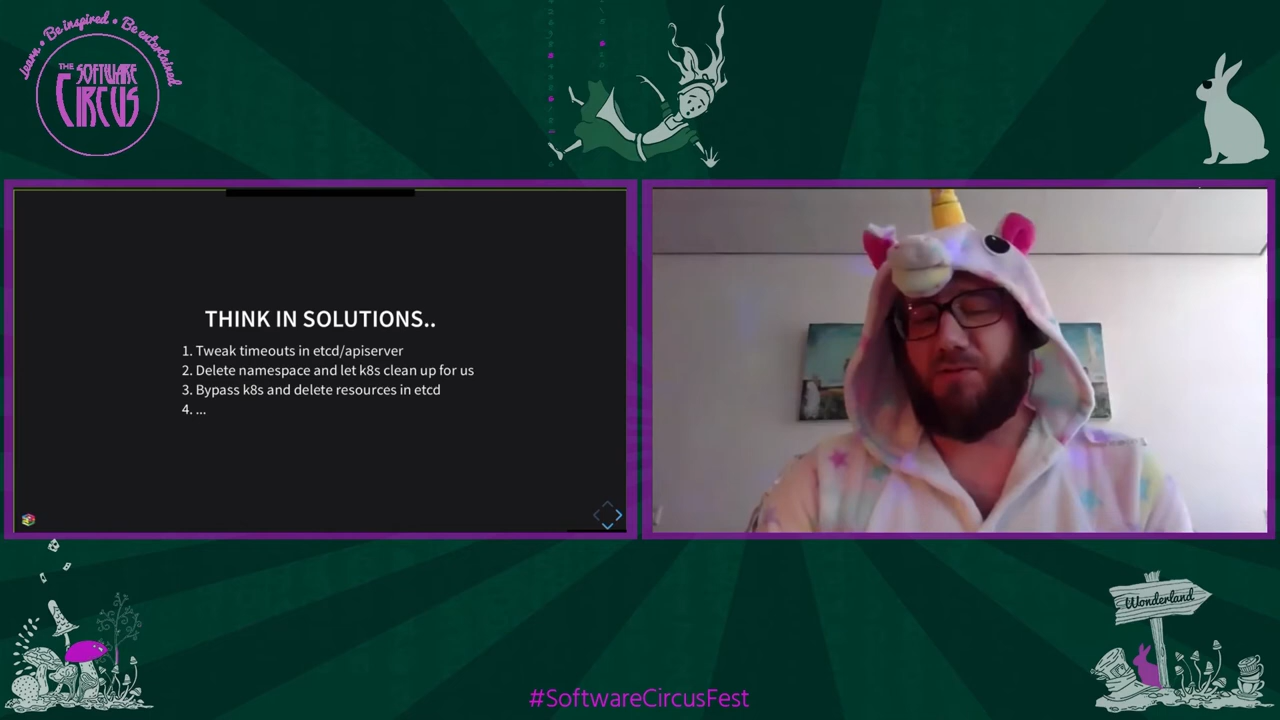 Learn • Be inspired • Be entertained
THE SOFTWARE
CIRCUS
THINK IN SOLUTIONS..
1. Tweak timeouts in etcd/apiserver
2. Delete namespace and let k8s clean up for us
3. Bypass k8s and delete resources in etcd
4. ...
Wonderland
#SoftwareCircusFest